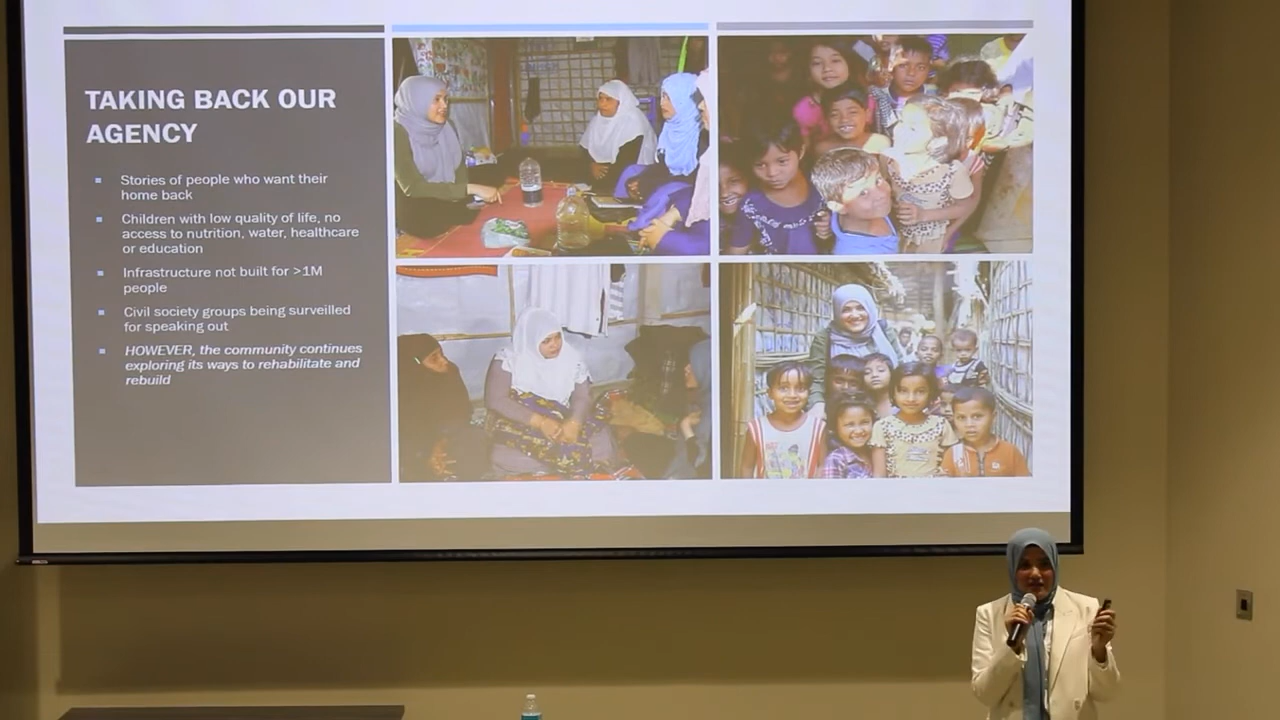 TAKING BACK OUR
AGENCY
Stories of people who want their
home back
Children with low quality of life, no
access to nutrition, water, healthcare
or education
Infrastructure not built for >1M
people
Civil society groups being surveilled
for speaking out
HOWEVER, the community continues
exploring its ways to rehabilitate and
rebuild